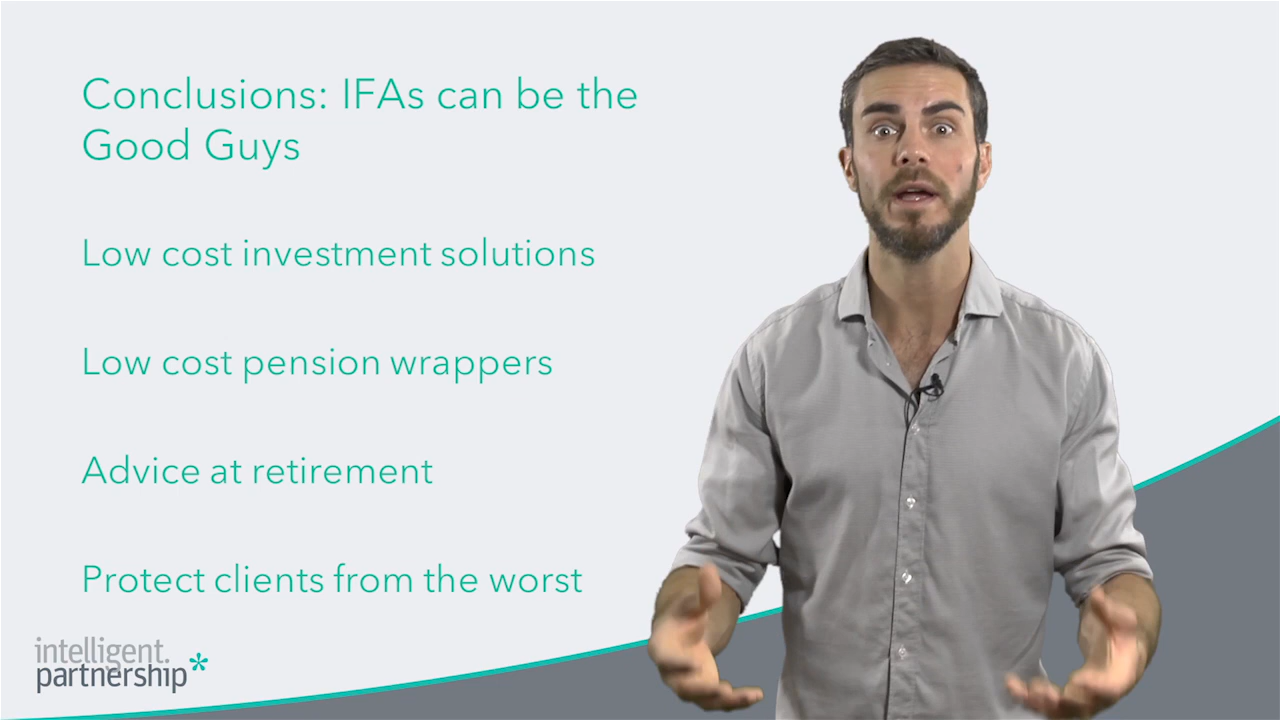 Conclusions: IFAs can be the
Good Guys
Low cost investment solutions
Low cost pension wrappers
Advice at retirement
Protect clients from the worst
intelligent.
partnership*